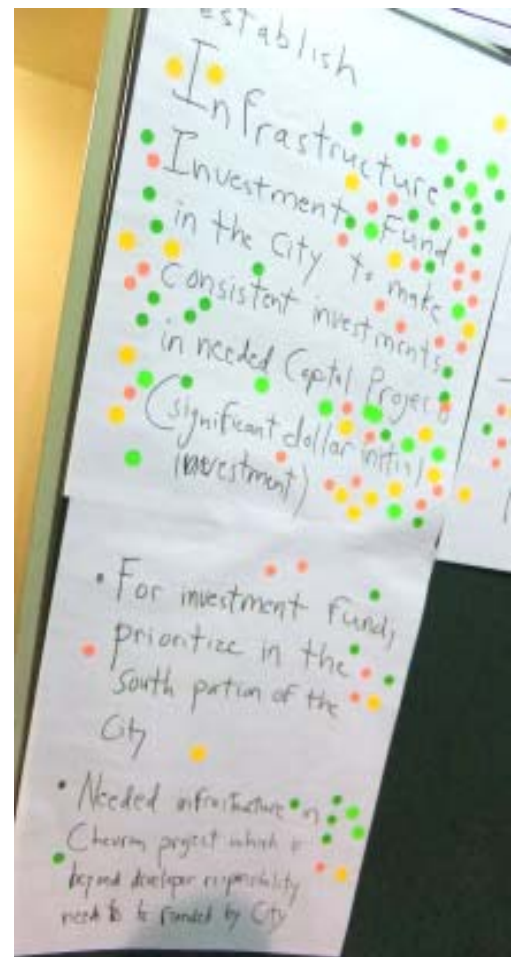 establish
Infrastructure
Investment Fund
in the City to make
consistent investments
in needed Captal Projects
(significant dollar initial
investment)
• For investment fund,
prioritize in the
South portion of the
City
• Needed infrastructure on
Chevron project which is
beyond developer responsibility
need to be funded by City